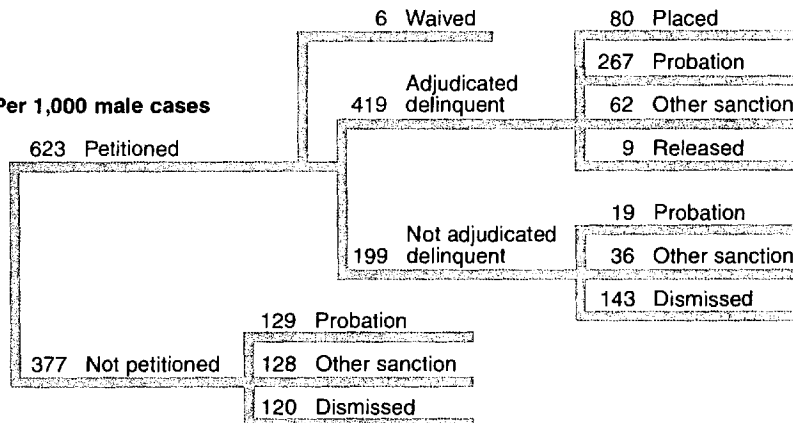 6 Waived
80 Placed
267 Probation
Per 1,000 male cases
419 Adjudicated
delinquent
62 Other sanction
623 Petitioned
9 Released
19 Probation
199 Not adjudicated
delinquent
36 Other sanction
143 Dismissed
129 Probation
377 Not petitioned
128 Other sanction
120 Dismissed